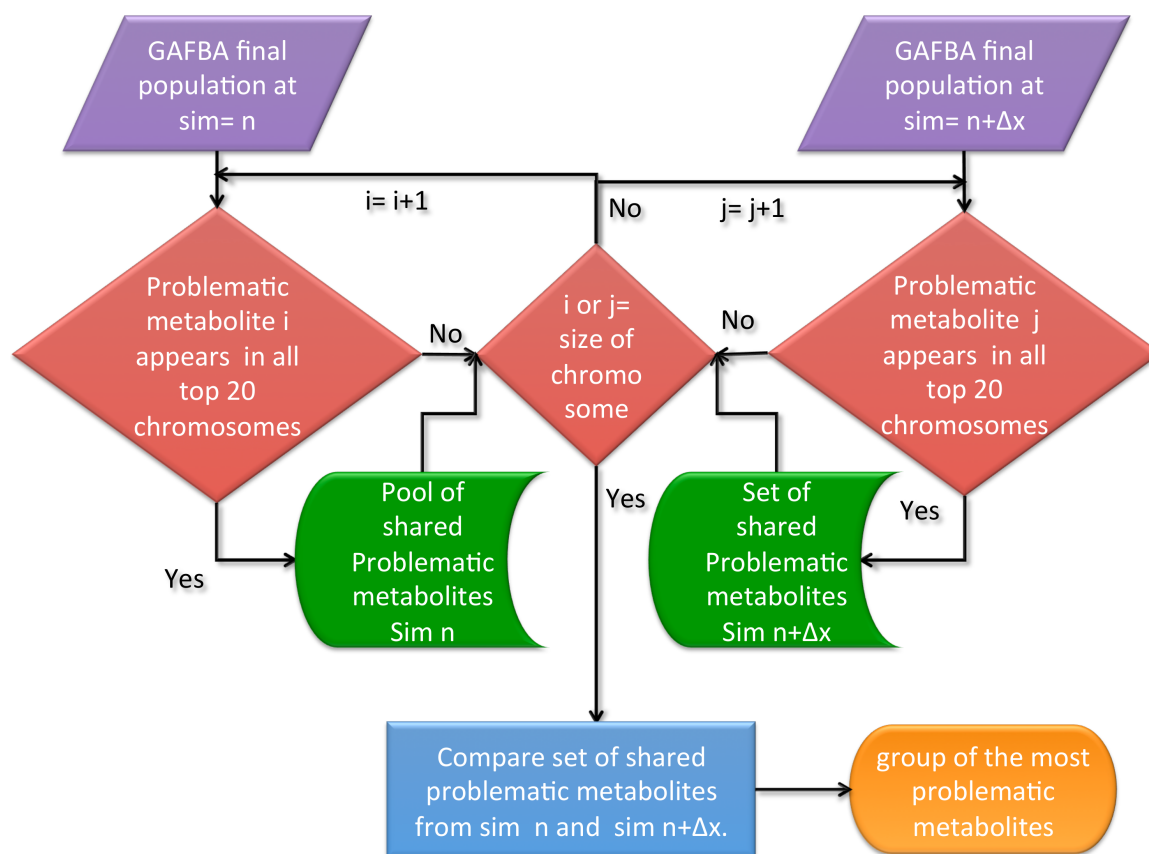 GAFBA final
population at
sim= n
GAFBA final
population at
sim= n+Δx
i= i+1
No
j= j+1
Problematic
metabolite i
appears in all
top 20
chromosomes
No
i or j=
size of
chromo
some
No
Problematic
metabolite j
appears in all
top 20
chromosomes
Yes
Pool of
shared
Problematic
metabolites
Sim n
Yes
Set of
shared
Problematic
metabolites
Sim n+Δx
Yes
Compare set of shared
problematic metabolites
from sim n and sim n+Δx.
group of the most
problematic
metabolites